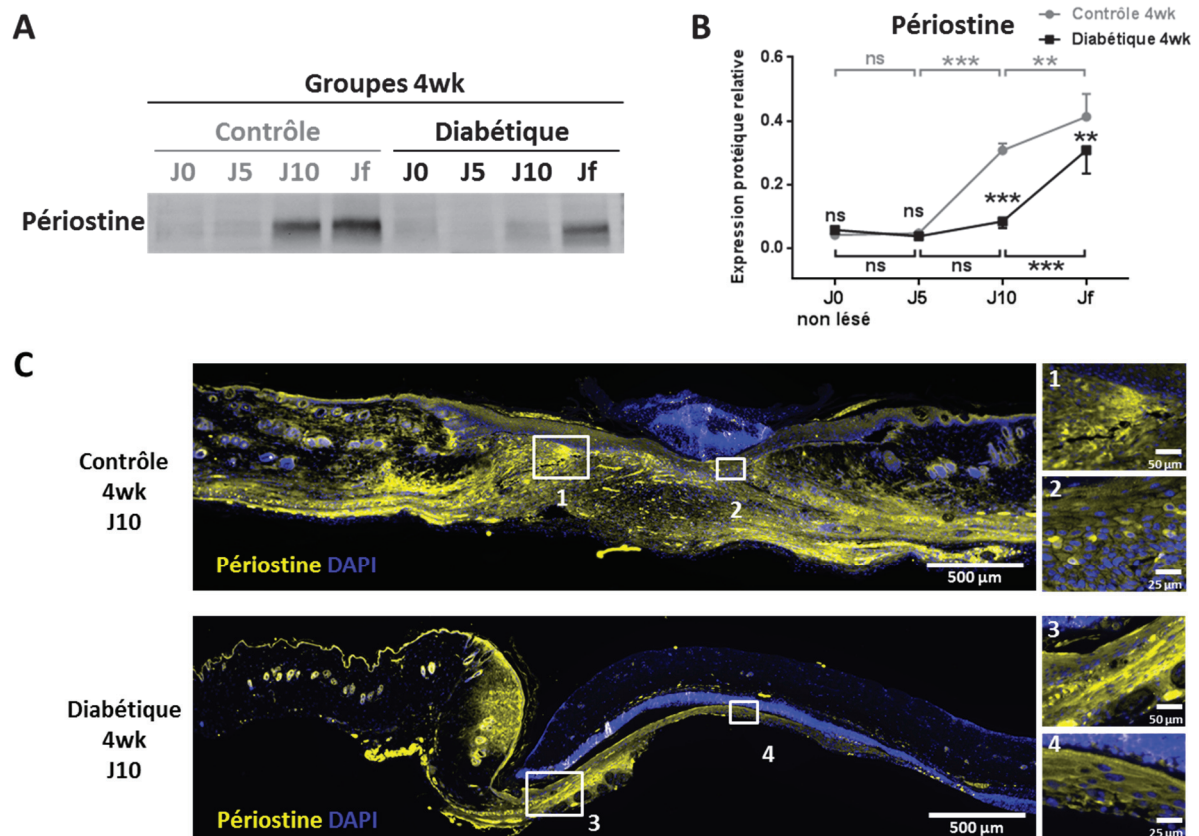 A
Groupes 4wk
Contrôle Diabétique
J0 J5 J10 Jf J0 J5 J10 Jf
Périostine
B
Périostine
Contrôle 4wk
Diabétique 4wk
Expression protéique relative
0.6
0.4
0.2
0.0
ns *** **
ns ns *** **
ns ns ***
J0 J5 J10 Jf
non lésé
C
Contrôle
4wk
J10
1
2
Périostine DAPI
500 µm
1
50 µm
2
25 µm
Diabétique
4wk
J10
3
4
Périostine DAPI
500 µm
3
50 µm
4
25 µm